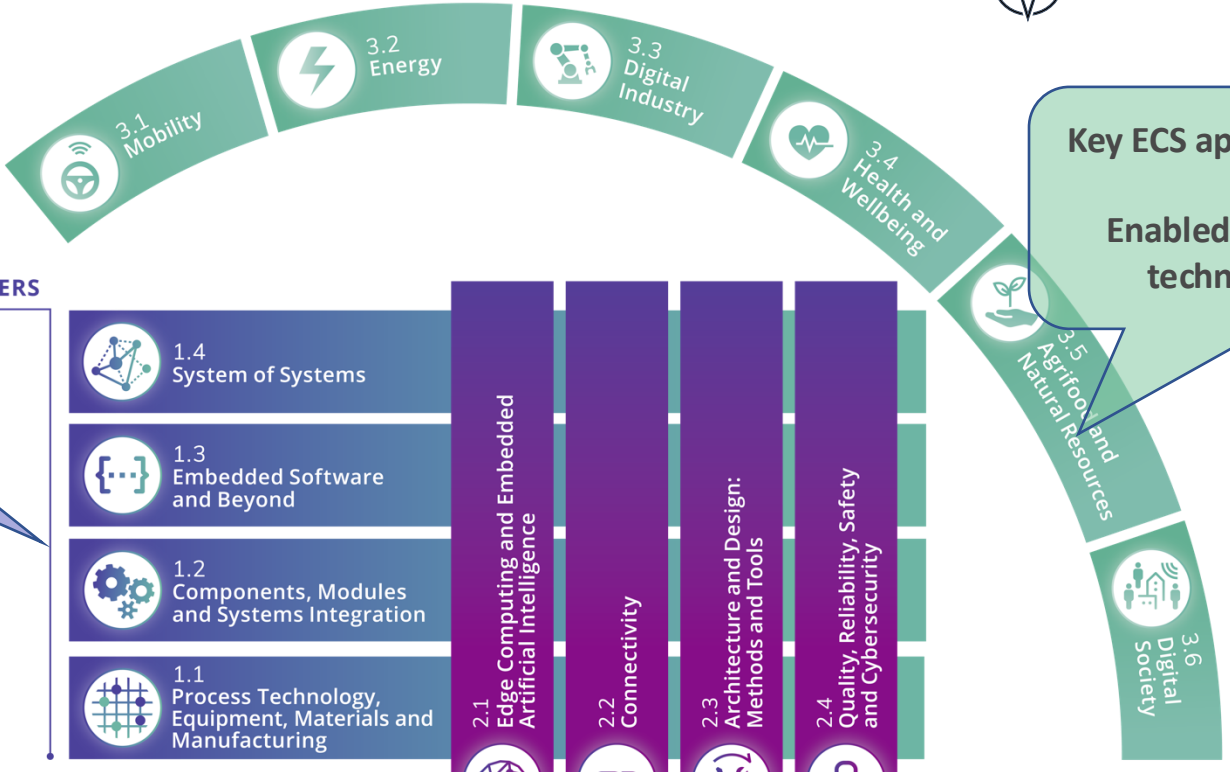 3.1
Mobility
3.2
Energy
3.3
Digital
Industry
3.4
Health and
Wellbeing
Key ECS
Enabled
3.5
Agrifood and
Natural Resources
3.6
Digital
Society
1.4
System of Systems
1.3
Embedded Software
and Beyond
1.2
Components, Modules
and Systems Integration
1.1
Process Technology,
Equipment, Materials and
Manufacturing
2.1
Edge Computing and Embedded
Artificial Intelligence
2.2
Connectivity
2.3
Architecture and Design:
Methods and Tools
2.4
Quality, Reliability, Safety
and Cybersecurity